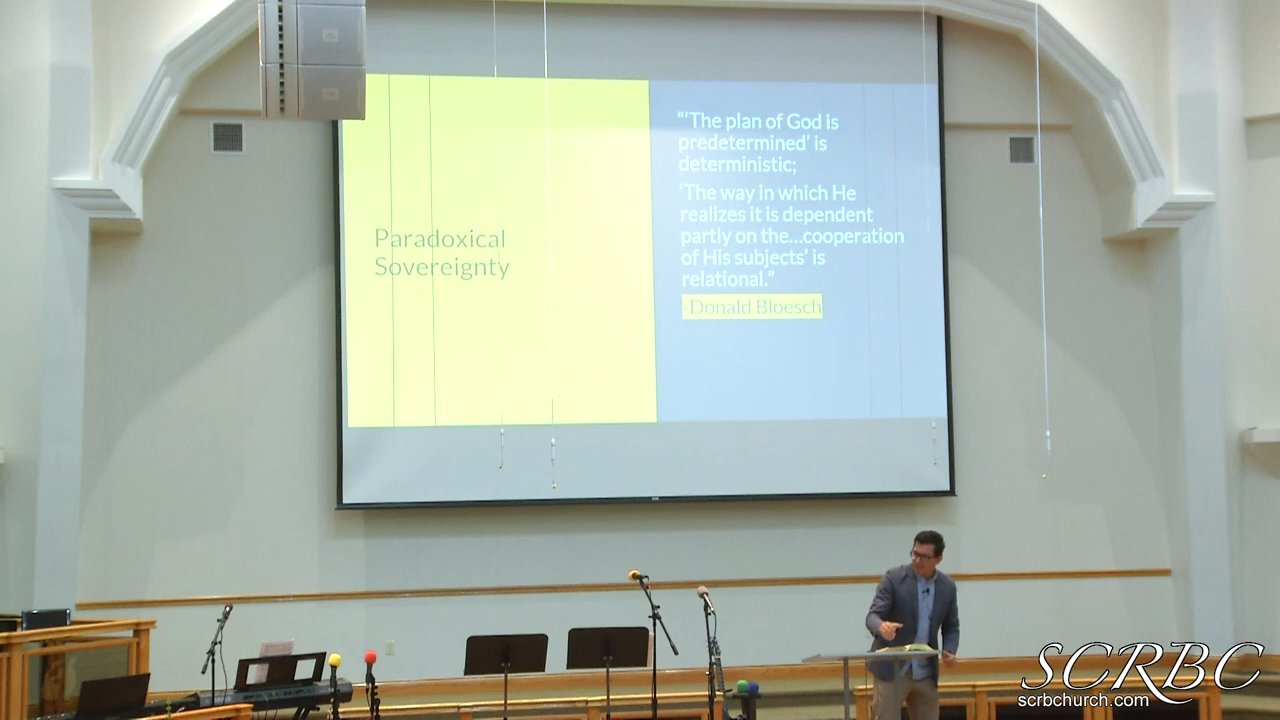 Paradoxical
Sovereignty
"'The plan of God is
predetermined' is
deterministic;
'The way in which He
realizes it is dependent
partly on the...cooperation
of His subjects' is
relational."
-Donald Bloesch
SCRBC
scrbchurch.com